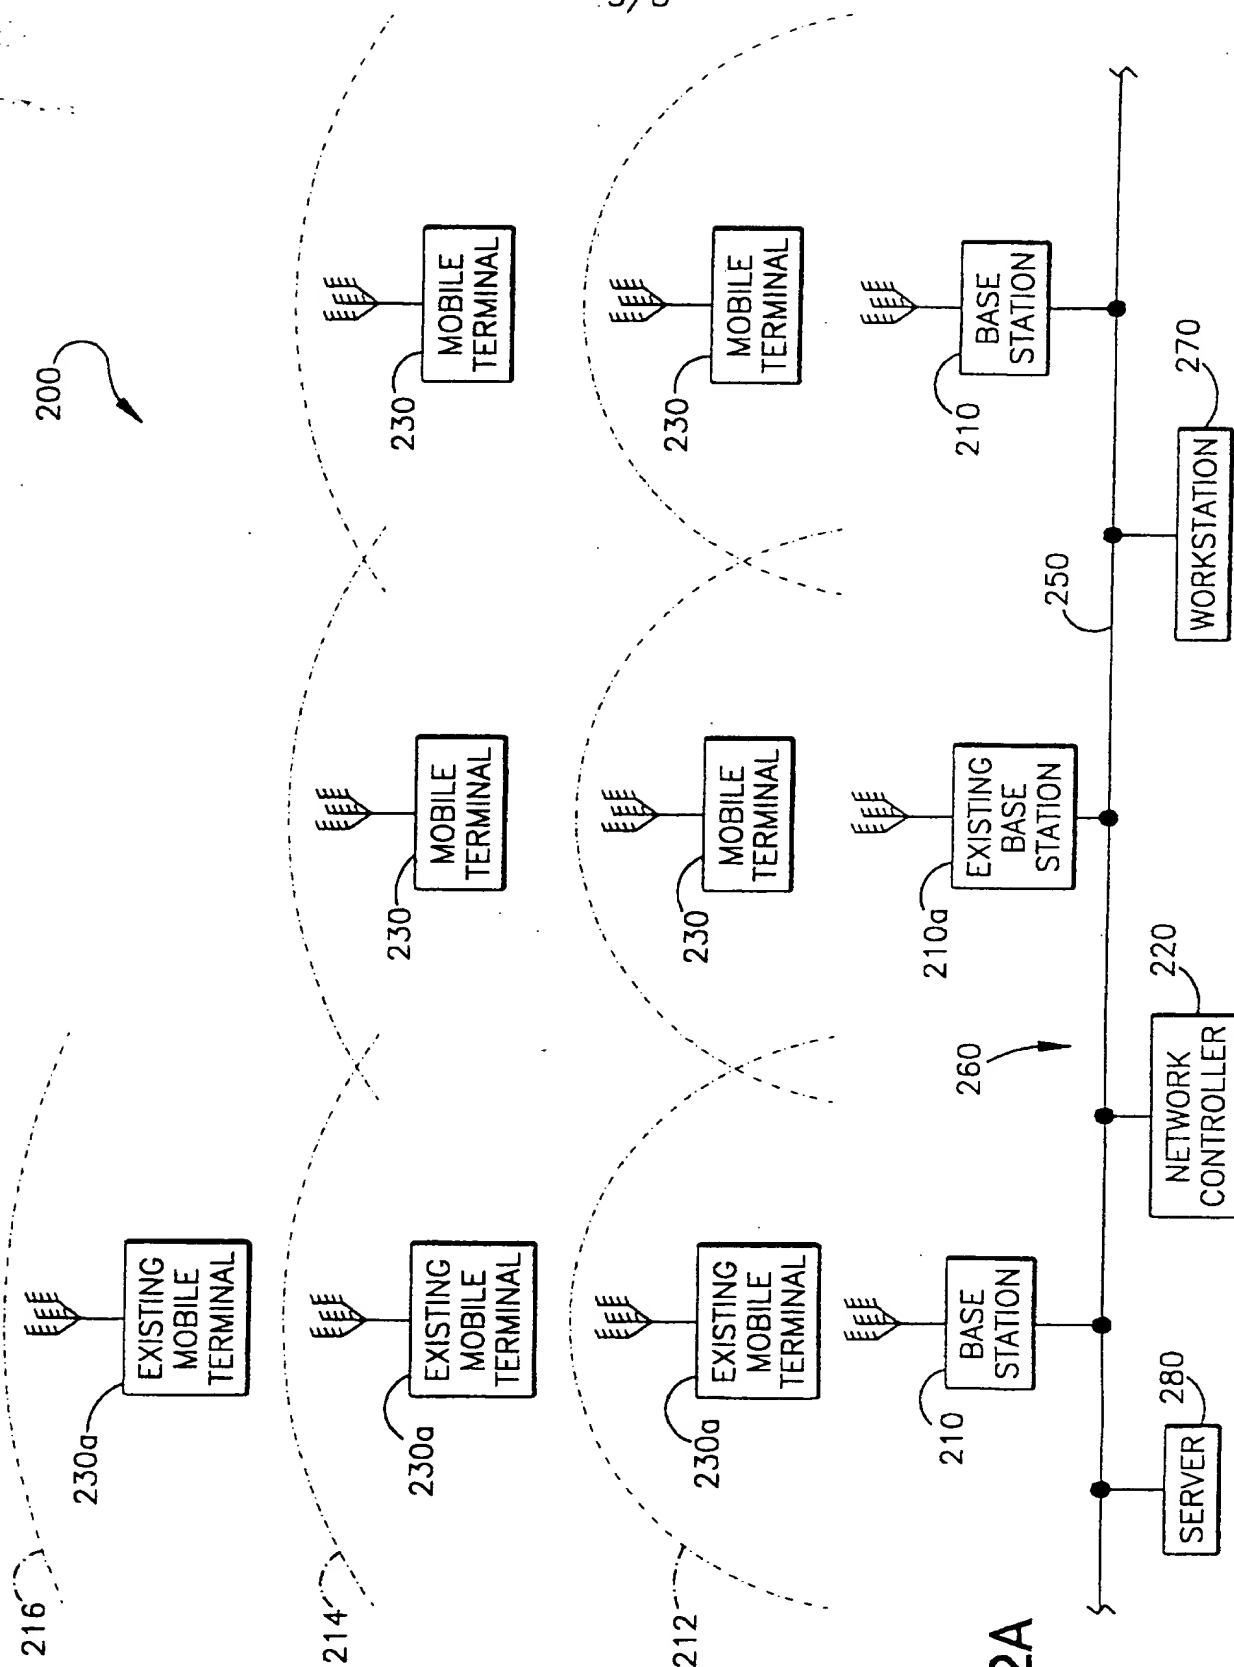 200
216
230a
EXISTING
MOBILE
TERMINAL
214
230a
EXISTING
MOBILE
TERMINAL
230
MOBILE
TERMINAL
230
MOBILE
TERMINAL
212
230a
EXISTING
MOBILE
TERMINAL
230
MOBILE
TERMINAL
230
MOBILE
TERMINAL
210
BASE
STATION
210a
EXISTING
BASE
STATION
210
BASE
STATION
260
250
280
SERVER
220
NETWORK
CONTROLLER
270
WORKSTATION
2A